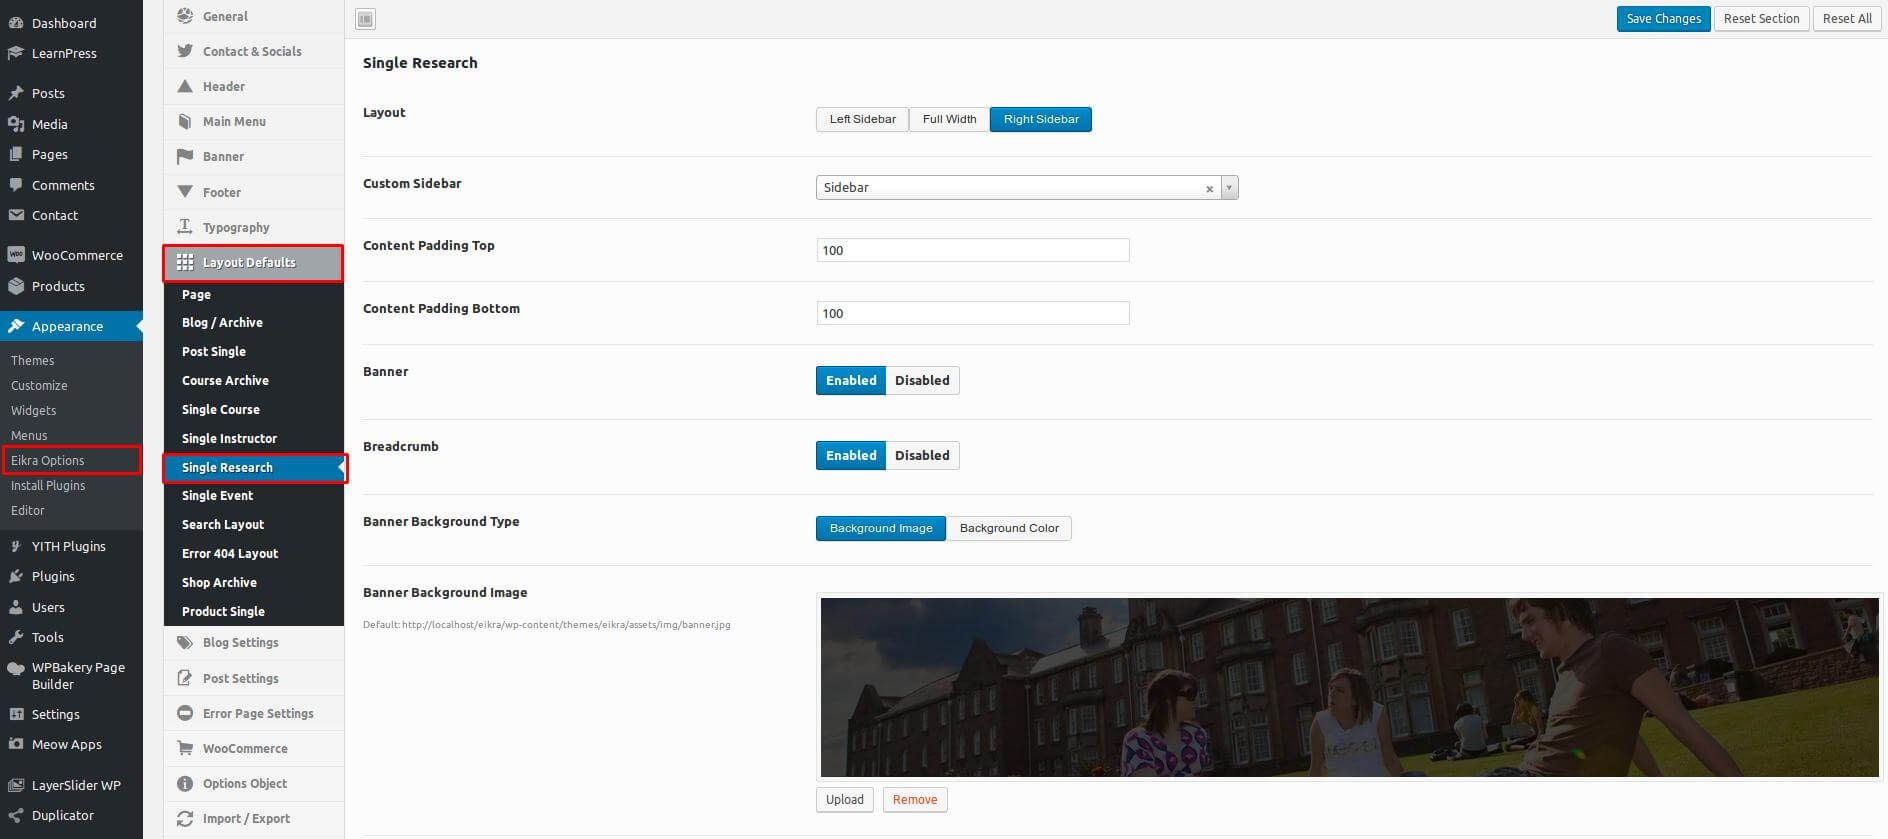 Dashboard
LearnPress
Posts
Media
Pages
Comments
Contact
WooCommerce
Products
Appearance
Themes
Customize
Widgets
Menus
Eikra Options
Install Plugins
Editor
YITH Plugins
Plugins
Users
Tools
WPBakery Page
Builder
Settings
Meow Apps
LayerSlider WP
Duplicator
General
Contact & Socials
Header
Main Menu
Banner
Footer
Typography
Layout Defaults
Page
Blog / Archive
Post Single
Course Archive
Single Course
Single Instructor
Single Research
Single Event
Search Layout
Error 404 Layout
Shop Archive
Product Single
Blog Settings
Post Settings
Error Page Settings
WooCommerce
Options Object
Import / Export
Save Changes Reset Section Reset All
Single Research
Layout
Left Sidebar Full Width Right Sidebar
Custom Sidebar
Sidebar
Content Padding Top
100
Content Padding Bottom
100
Banner
Enabled Disabled
Breadcrumb
Enabled Disabled
Banner Background Type
Background Image Background Color
Banner Background Image
Default: http://localhost/eikra/wp-content/themes/eikra/assets/img/banner.jpg
Upload Remove